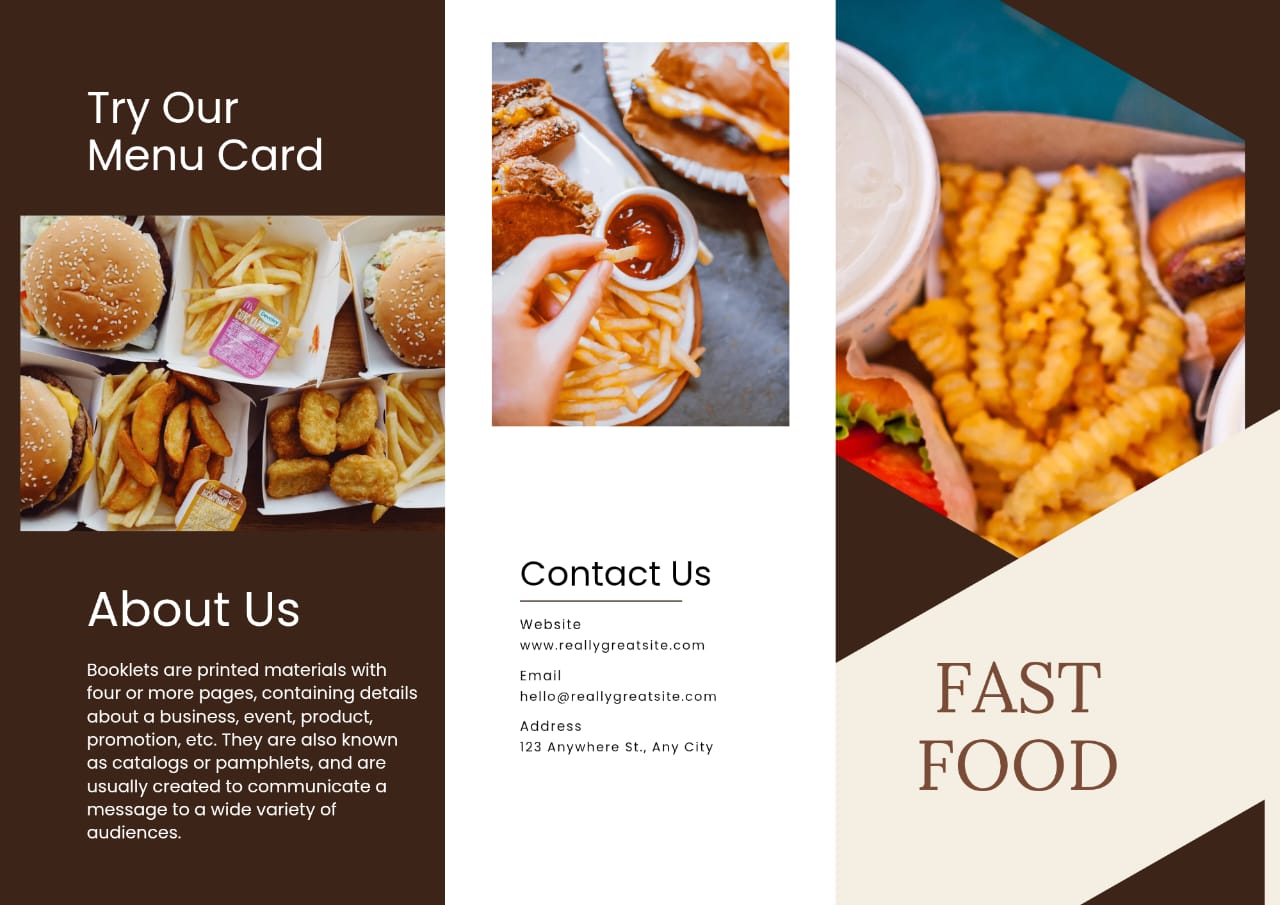 Try Our
Menu Card
About Us
Booklets are printed materials with
four or more pages, containing details
about a business, event, product,
promotion, etc. They are also known
as catalogs or pamphlets, and are
usually created to communicate a
message to a wide variety of
audiences.
Contact Us
Website
www.reallygreatsite.com
Email
hello@reallygreatsite.com
Address
123 Anywhere St., Any City
FAST
FOOD